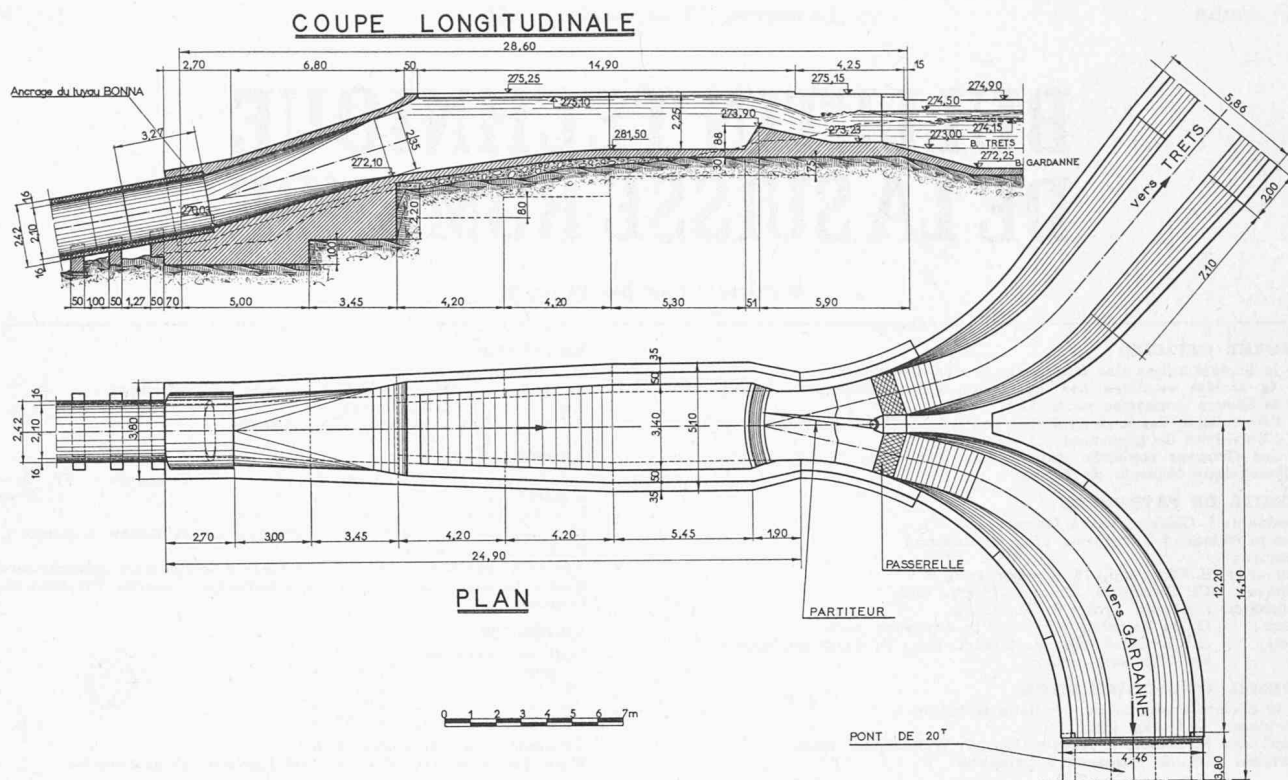 COUPE LONGITUDINALE
28,60
2,70 6,80 50 14,90 4,25 15
Ancrage du tuyau BONNA
275,25 275,15 274,90
275,10 274,50
3,27 265 2,25 273,90 274,15
88 273,23 273,00
281,50 B. TRETS
272,10 272,25
B. GARDANNE
30 75
16 270,03
2,42 2,10 2,20 80
16 100
50 1,00 50 1,27 50 70 5,00 3,45 4,20 4,20 5,30 51 5,90
5,86
vers TRETS
2,00
7,10
16 35
50
2,42 2,10 3,80 3,40 5,10
16 50
35
2,70 3,00 3,45 4,20 4,20 5,45 1,90
24,90
PLAN
PASSERELLE
PARTITEUR
12,20 14,10
vers GARDANNE
0 1 2 3 4 5 6 7m
PONT DE 20T
4,46
3,80